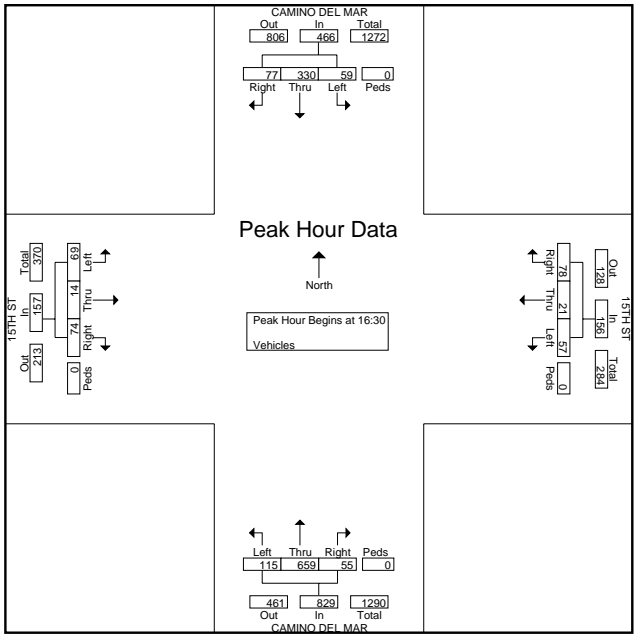 CAMINO DEL MAR
Out In Total
806 466 1272
77 330 59 0
Right Thru Left Peds
Peak Hour Data
North
Peak Hour Begins at 16:30
Vehicles
15TH ST
Total In Out
370 157 213
69 14 74 0
Left Thru Right Peds
15TH ST
Out In Total
128 156 284
78 21 57 0
Right Thru Left Peds
Left Thru Right Peds
115 659 55 0
461 829 1290
Out In Total
CAMINO DEL MAR